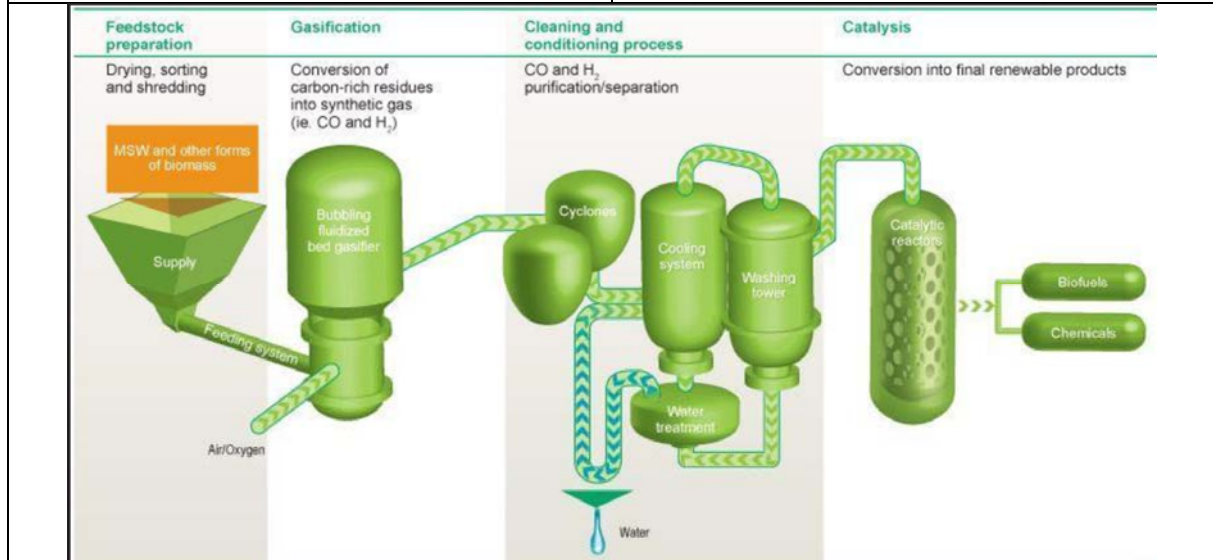 Feedstock
preparation
Drying, sorting
and shredding
Gasification
Conversion of
carbon-rich residues
into synthetic gas
(ie. CO and H₂)
Cleaning and
conditioning process
CO and H₂
purification/separation
Catalysis
Conversion into final renewable products
MSW and other forms
of biomass
Supply
Feeding system
Air/Oxygen
Bubbling
fluidized
bed gasifier
Cyclones
Cooling
system
Washing
tower
Water
treatment
Water
Catalytic
reactors
Biofuels
Chemicals